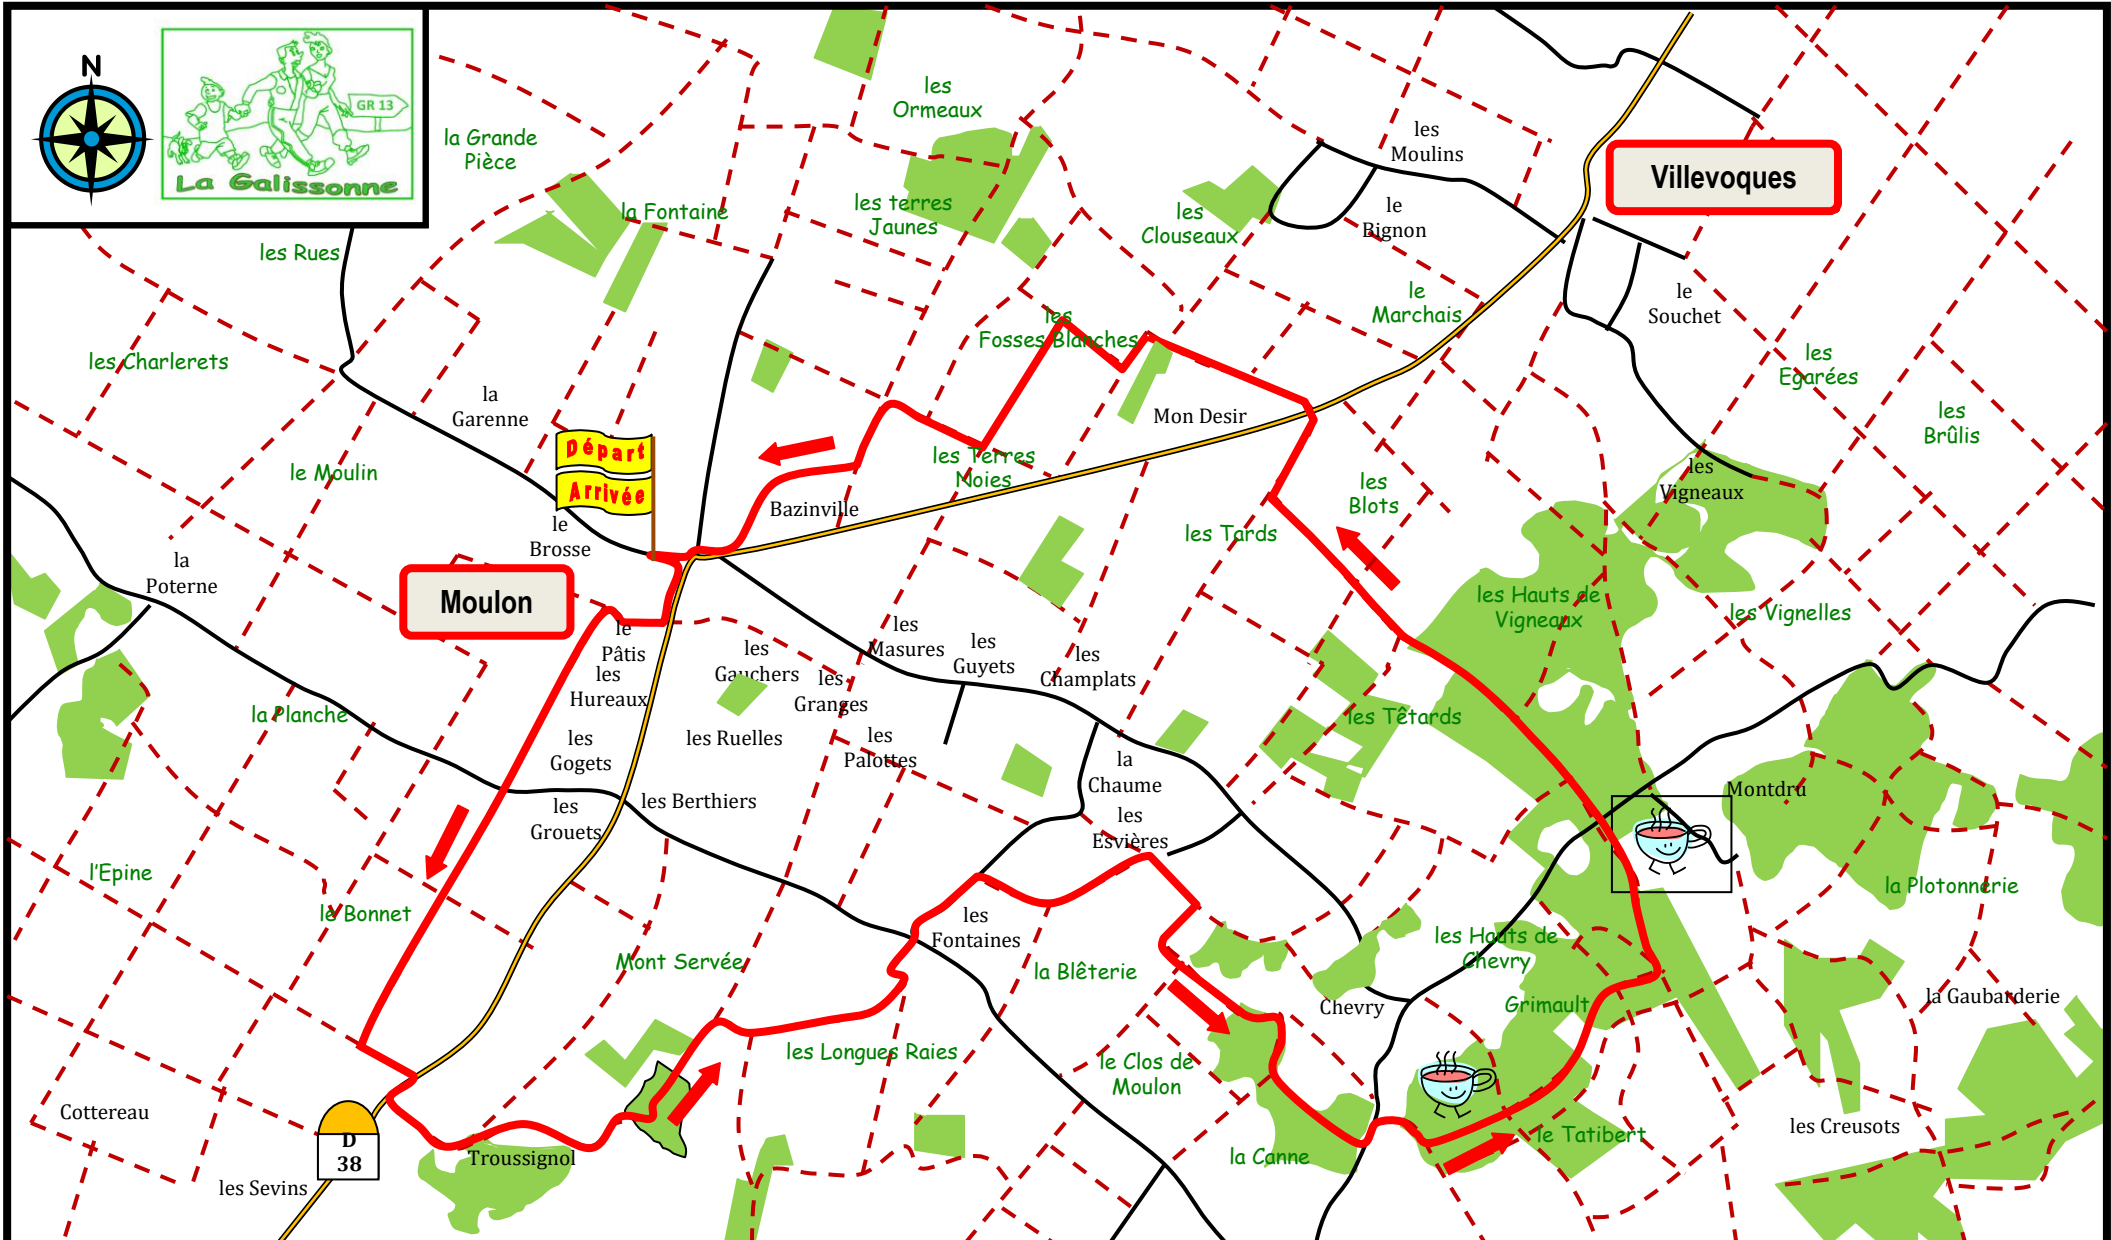 N
GR 13
La Galissonne
la Grande
Pièce
les
Ormeaux
les
Moulins
Villevoques
les Rues
la Fontaine
les terres
Jaunes
les
Clouseaux
le
Bignon
le
Marchais
le
Souchet
les
Fosses Blanches
les Charlerets
les
Egarées
la
Garenne
Mon Desir
les
Brûlis
Départ
Arrivée
le Moulin
les Terres
Noies
les
Blots
les
Vigneaux
Bazinville
le
Brosse
les Tards
la
Poterne
Moulon
les Hauts de
Vigneaux
les Vignelles
le
Pâtis
les
Hureaux
les
Gauchers
les
Granges
les
Masures
les
Guyets
les
Champlats
la Planche
les
Gogets
les Ruelles
les
Palottes
les Têtards
la
Chaume
Montdru
les
Grouets
les Berthiers
les
Esvières
l'Epine
le Bonnet
les
Fontaines
la Plotonnerie
Mont Servée
la Blêterie
les Hauts de
Chevry
Chevry
Grimault
la Gaubarderie
les Longues Raies
le Clos de
Moulon
Cottereau
D
38
Troussignol
la Canne
le Tatibert
les Creusots
les Sevins